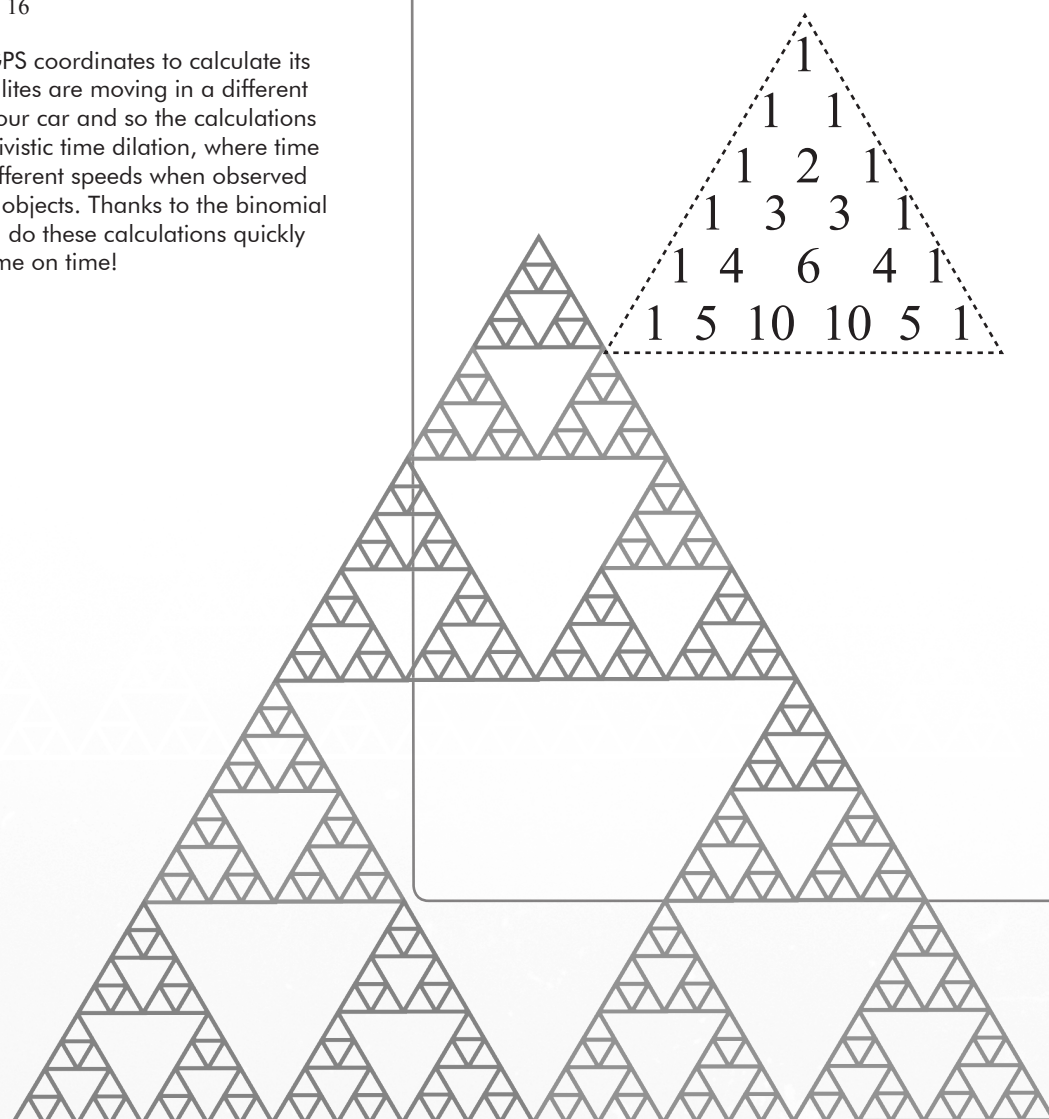 16
GPS coordinates to calculate its
lites are moving in a different
our car and so the calculations
ivistic time dilation, where time
fferent speeds when observed
objects. Thanks to the binomial
do these calculations quickly
me on time!
1
1 1
1 2 1
1 3 3 1
1 4 6 4 1
1 5 10 10 5 1